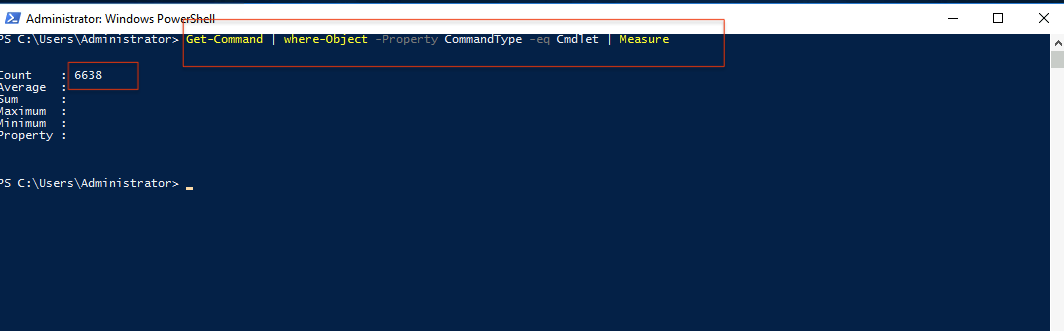 Administrator: Windows PowerShell
PS C:\Users\Administrator> Get-Command | where-Object -Property CommandType -eq Cmdlet | Measure
Count : 6638
Average :
Sum :
Maximum :
Minimum :
Property :
PS C:\Users\Administrator>